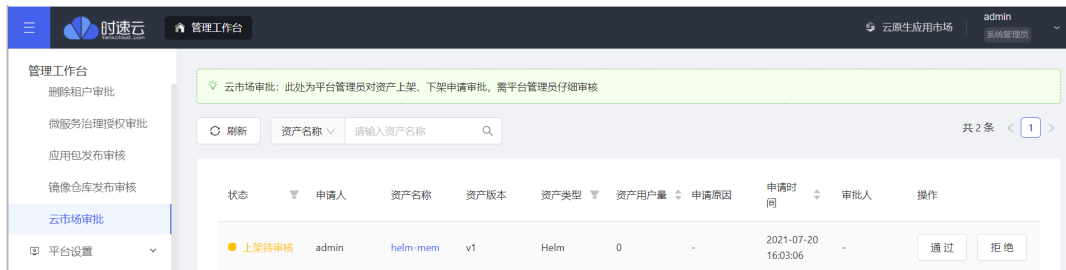 时速云
tenxcloud.com
管理工作台
云原生应用市场
admin
系统管理员
管理工作台
删除租户审批
微服务治理授权审批
应用包发布审核
镜像仓库发布审核
云市场审批
平台设置
云市场审批：此处为平台管理员对资产上架、下架申请审批，需平台管理员仔细审核
刷新 资产名称 请输入资产名称 共 2 条 < 1 >
状态 申请人 资产名称 资产版本 资产类型 资产用户量 申请原因 申请时间 审批人 操作
上架待审核 admin helm-mem v1 Helm 0 - 2021-07-20 16:03:06 - 通过 拒绝